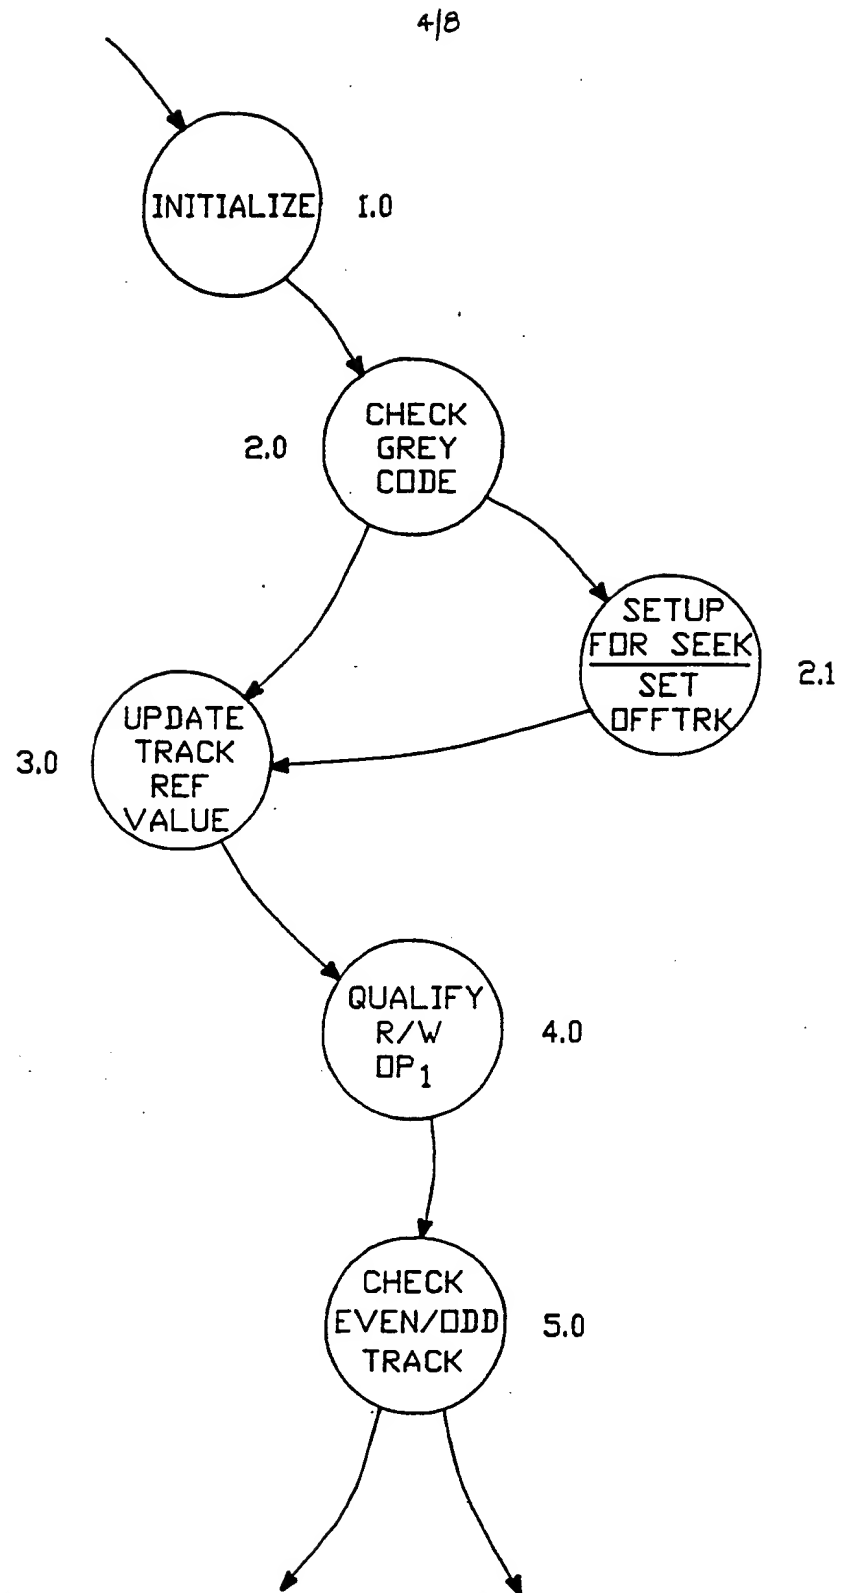 4/8
INITIALIZE
1.0
CHECK
GREY
CODE
2.0
SETUP
FOR SEEK
SET
OFFTRK
2.1
UPDATE
TRACK
REF
VALUE
3.0
QUALIFY
R/W
OP1
4.0
CHECK
EVEN/ODD
TRACK
5.0